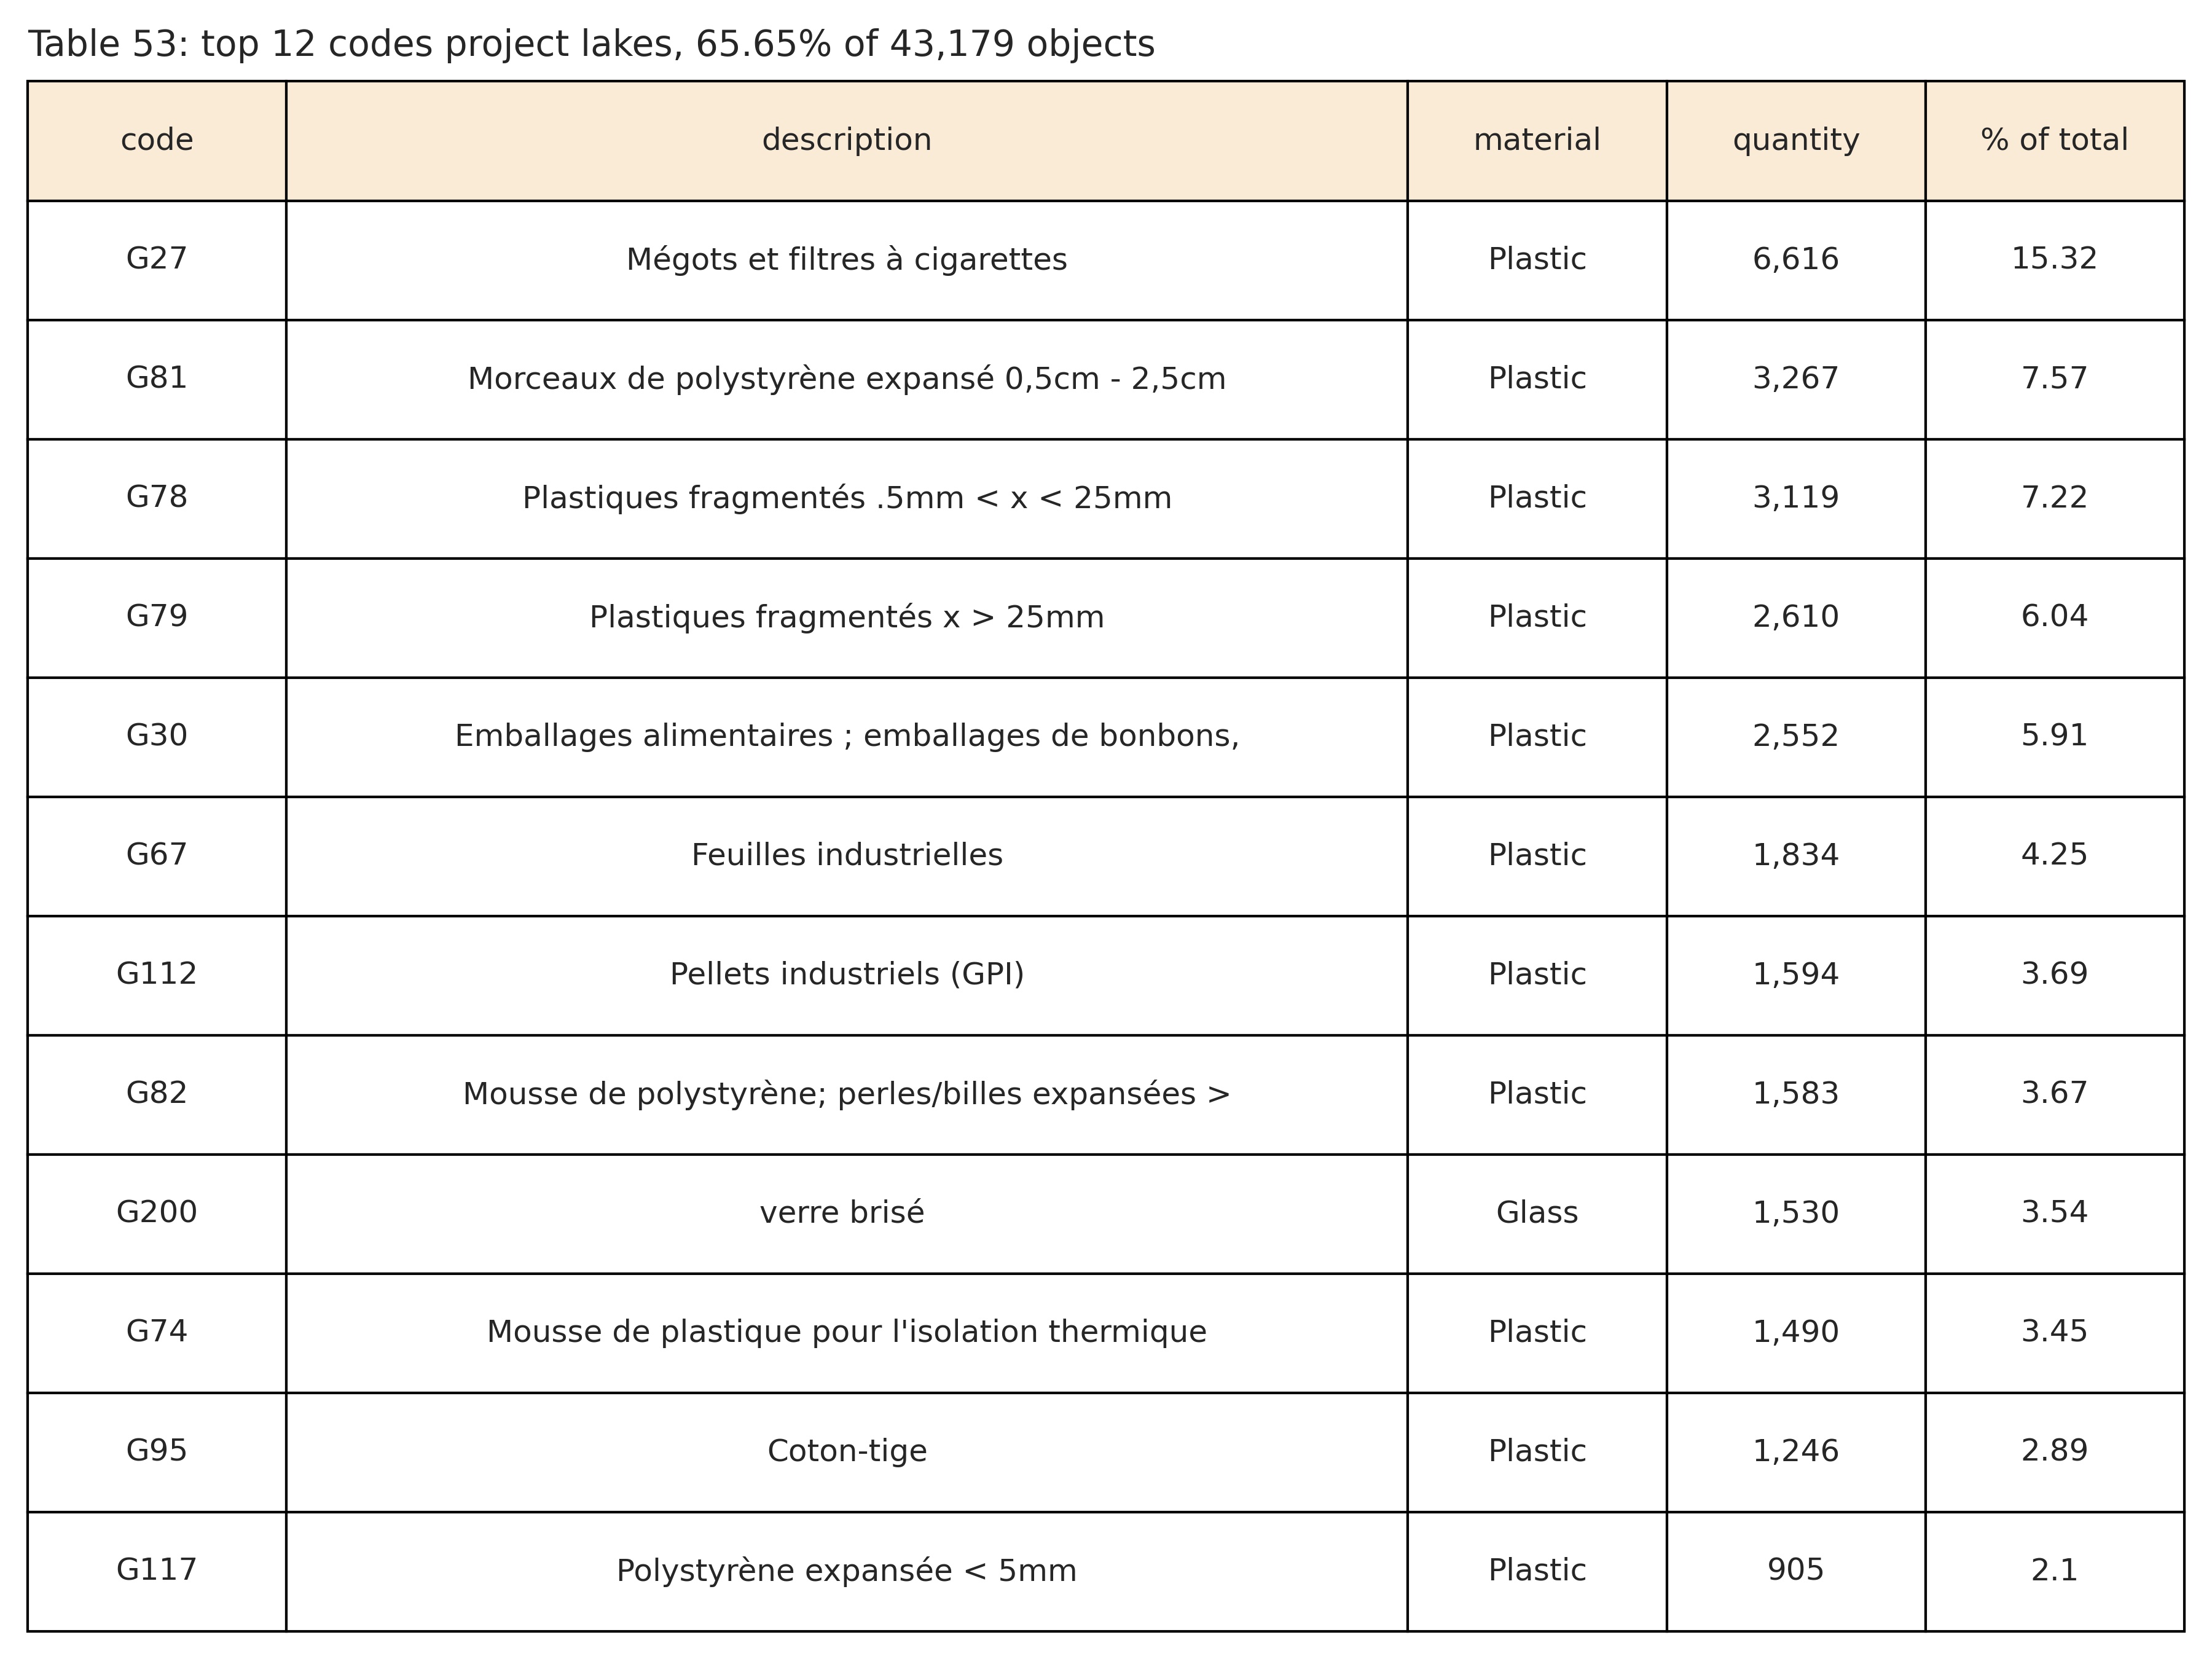 Table 53: top 12 codes project lakes, 65.65% of 43,179 objects
code description material quantity % of total
G27 Mégots et filtres à cigarettes Plastic 6,616 15.32
G81 Morceaux de polystyrène expansé 0,5cm - 2,5cm Plastic 3,267 7.57
G78 Plastiques fragmentés .5mm < x < 25mm Plastic 3,119 7.22
G79 Plastiques fragmentés x > 25mm Plastic 2,610 6.04
G30 Emballages alimentaires ; emballages de bonbons, Plastic 2,552 5.91
G67 Feuilles industrielles Plastic 1,834 4.25
G112 Pellets industriels (GPI) Plastic 1,594 3.69
G82 Mousse de polystyrène; perles/billes expansées > Plastic 1,583 3.67
G200 verre brisé Glass 1,530 3.54
G74 Mousse de plastique pour l'isolation thermique Plastic 1,490 3.45
G95 Coton-tige Plastic 1,246 2.89
G117 Polystyrène expansée < 5mm Plastic 905 2.1